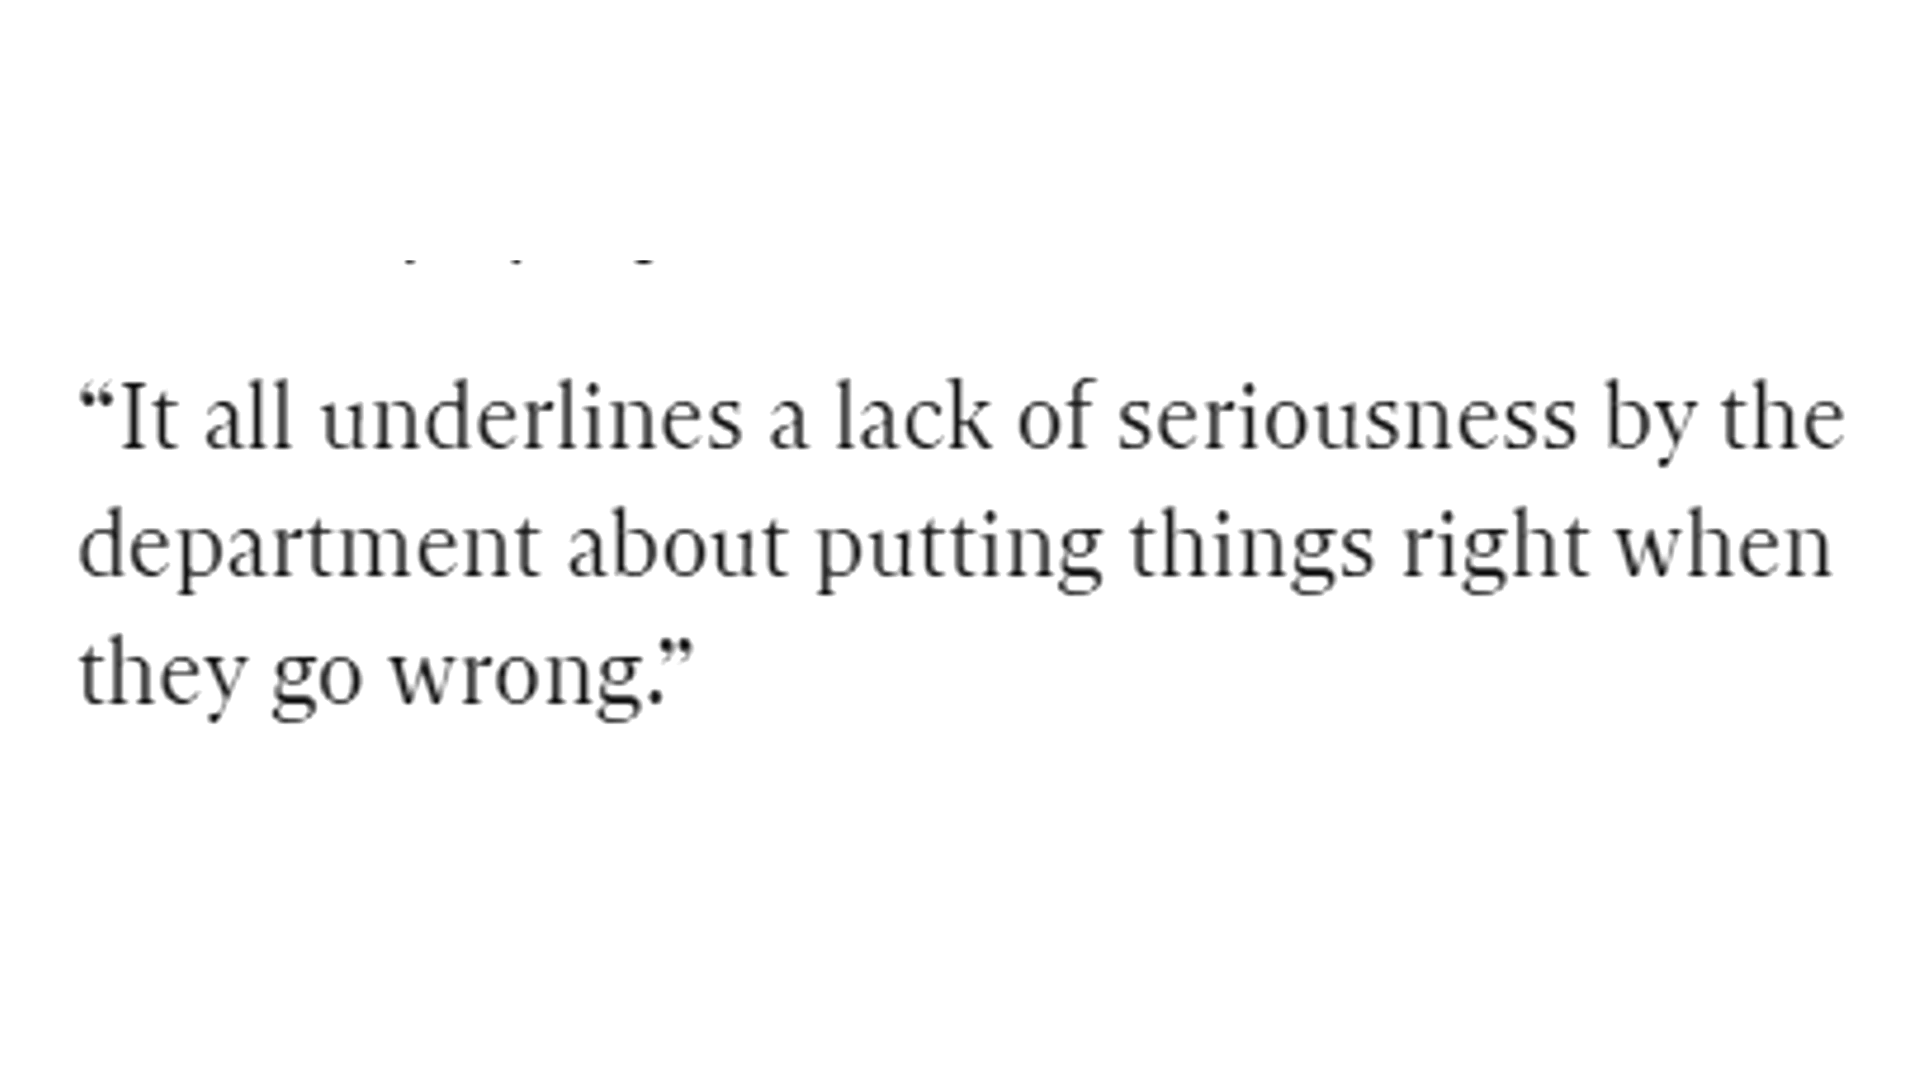 “It all underlines a lack of seriousness by the
department about putting things right when
they go wrong.”